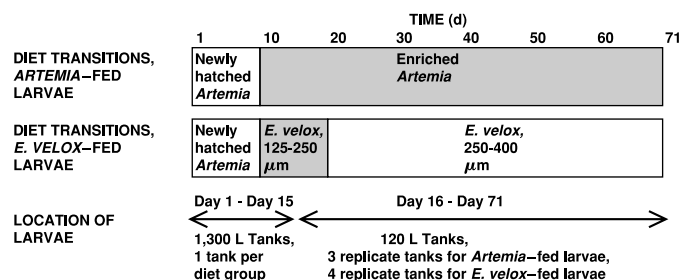 TIME (d)
1 10 20 30 40 50 60 71
DIET TRANSITIONS,
ARTEMIA–FED
LARVAE
Newly
hatched
Artemia
Enriched
Artemia
DIET TRANSITIONS,
E. VELOX–FED
LARVAE
Newly
hatched
Artemia
E. velox,
125-250
μm
E. velox,
250-400
μm
LOCATION OF
LARVAE
Day 1 - Day 15
1,300 L Tanks,
1 tank per
diet group
Day 16 - Day 71
120 L Tanks,
3 replicate tanks for Artemia–fed larvae,
4 replicate tanks for E. velox–fed larvae